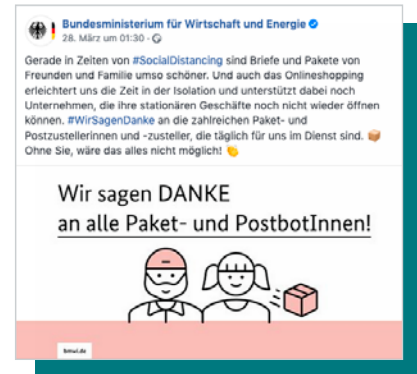 Bundesministerium für Wirtschaft und Energie
28. März um 01:30 ·
Gerade in Zeiten von #SocialDistancing sind Briefe und Pakete von
Freunden und Familie umso schöner. Und auch das Onlineshopping
erleichtert uns die Zeit in der Isolation und unterstützt dabei noch
Unternehmen, die ihre stationären Geschäfte noch nicht wieder öffnen
können. #WirSagenDanke an die zahlreichen Paket- und
Postzustellerinnen und -zusteller, die täglich für uns im Dienst sind. 📦
Ohne Sie, wäre das alles nicht möglich! 👏
Wir sagen DANKE
an alle Paket- und PostbotInnen!
bmwi.de